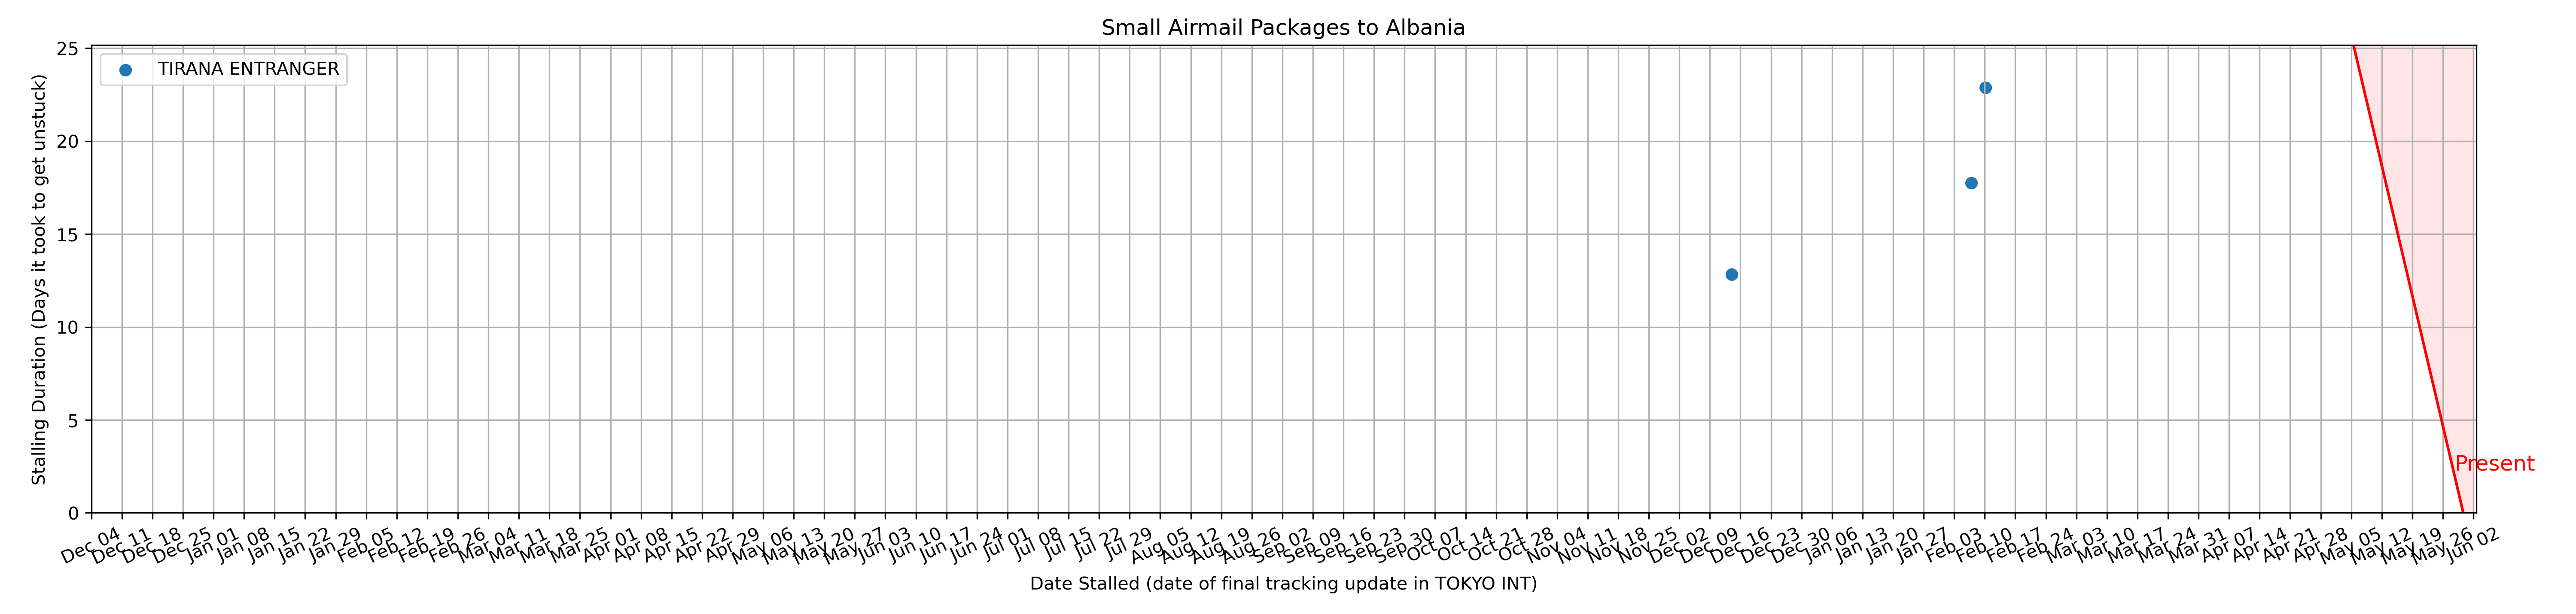 Small Airmail Packages to Albania
TIRANA ENTRANGER
Stalling Duration (Days it took to get unstuck)
25
20
15
10
5
0
Present
Dec 04
Dec 11
Dec 18
Dec 25
Jan 01
Jan 08
Jan 15
Jan 22
Jan 29
Feb 05
Feb 12
Feb 19
Feb 26
Mar 04
Mar 11
Mar 18
Mar 25
Apr 01
Apr 08
Apr 15
Apr 22
Apr 29
May 06
May 13
May 20
May 27
Jun 03
Jun 10
Jun 17
Jun 24
Jul 01
Jul 08
Jul 15
Jul 22
Jul 29
Aug 05
Aug 12
Aug 19
Aug 26
Sep 02
Sep 09
Sep 16
Sep 23
Sep 30
Oct 07
Oct 14
Oct 21
Oct 28
Nov 04
Nov 11
Nov 18
Nov 25
Dec 02
Dec 09
Dec 16
Dec 23
Dec 30
Jan 06
Jan 13
Jan 20
Jan 27
Feb 03
Feb 10
Feb 17
Feb 24
Mar 03
Mar 10
Mar 17
Mar 24
Mar 31
Apr 07
Apr 14
Apr 21
Apr 28
May 05
May 12
May 19
May 26
Jun 02
Date Stalled (date of final tracking update in TOKYO INT)